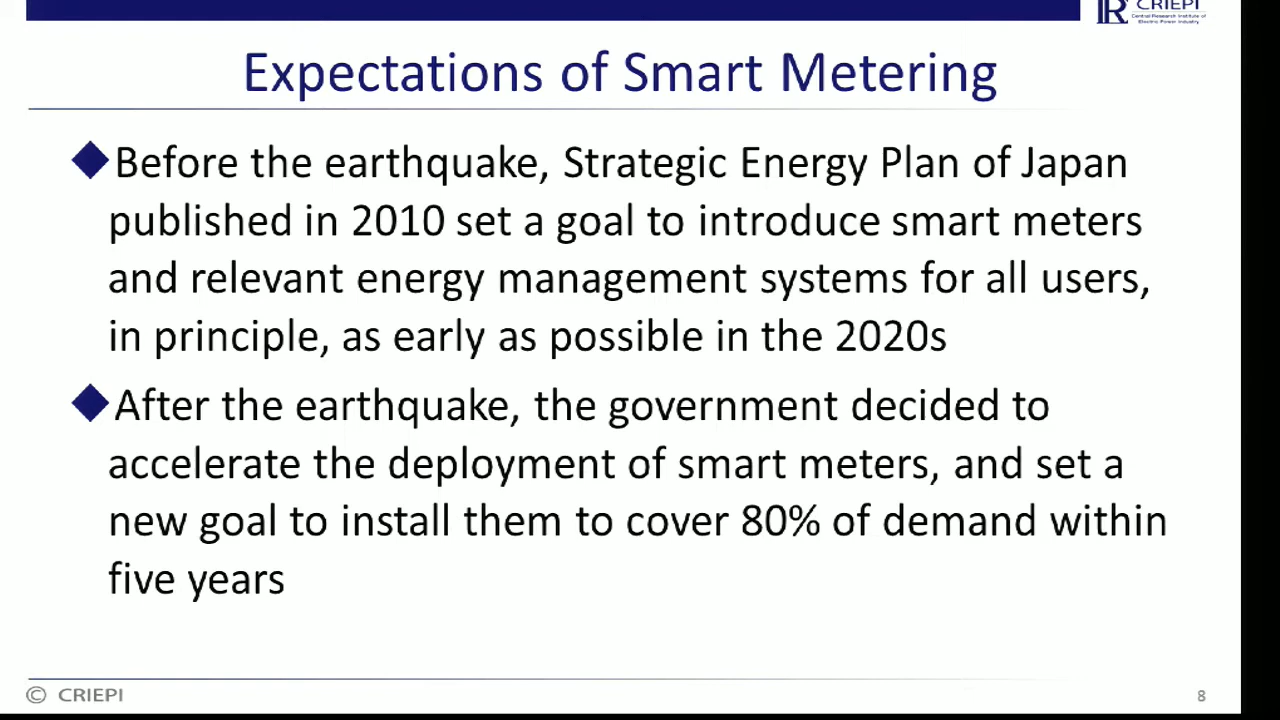 CRIEPI
Central Research Institute of
Electric Power Industry
Expectations of Smart Metering
Before the earthquake, Strategic Energy Plan of Japan
published in 2010 set a goal to introduce smart meters
and relevant energy management systems for all users,
in principle, as early as possible in the 2020s
After the earthquake, the government decided to
accelerate the deployment of smart meters, and set a
new goal to install them to cover 80% of demand within
five years
© CRIEPI
8